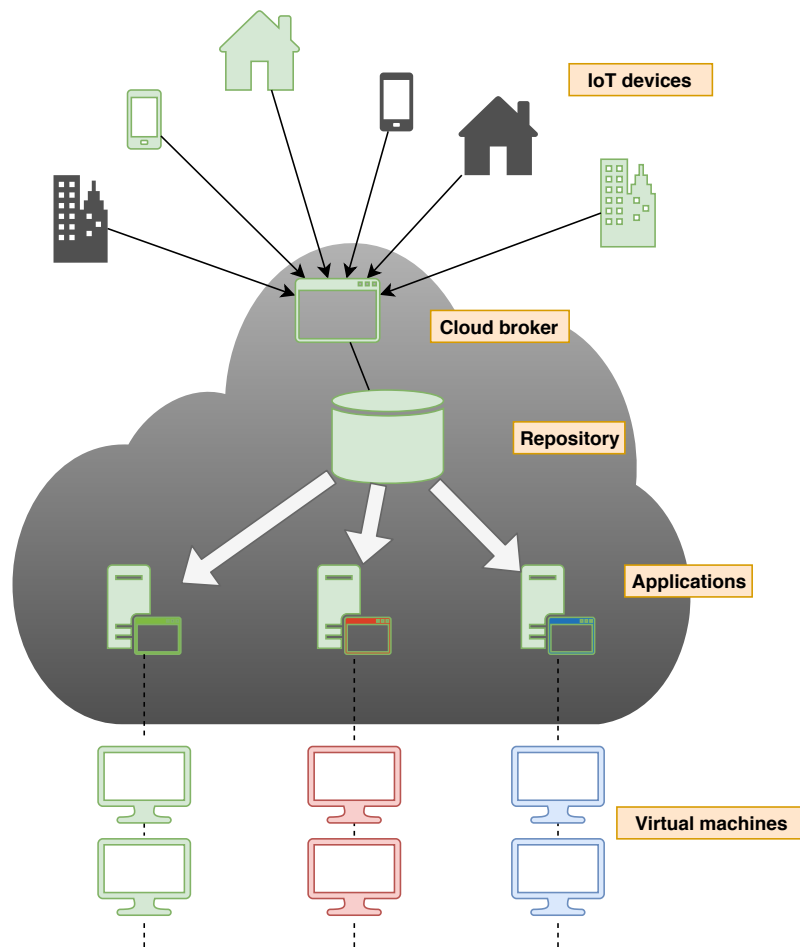 IoT devices
Cloud broker
Repository
Applications
Virtual machines